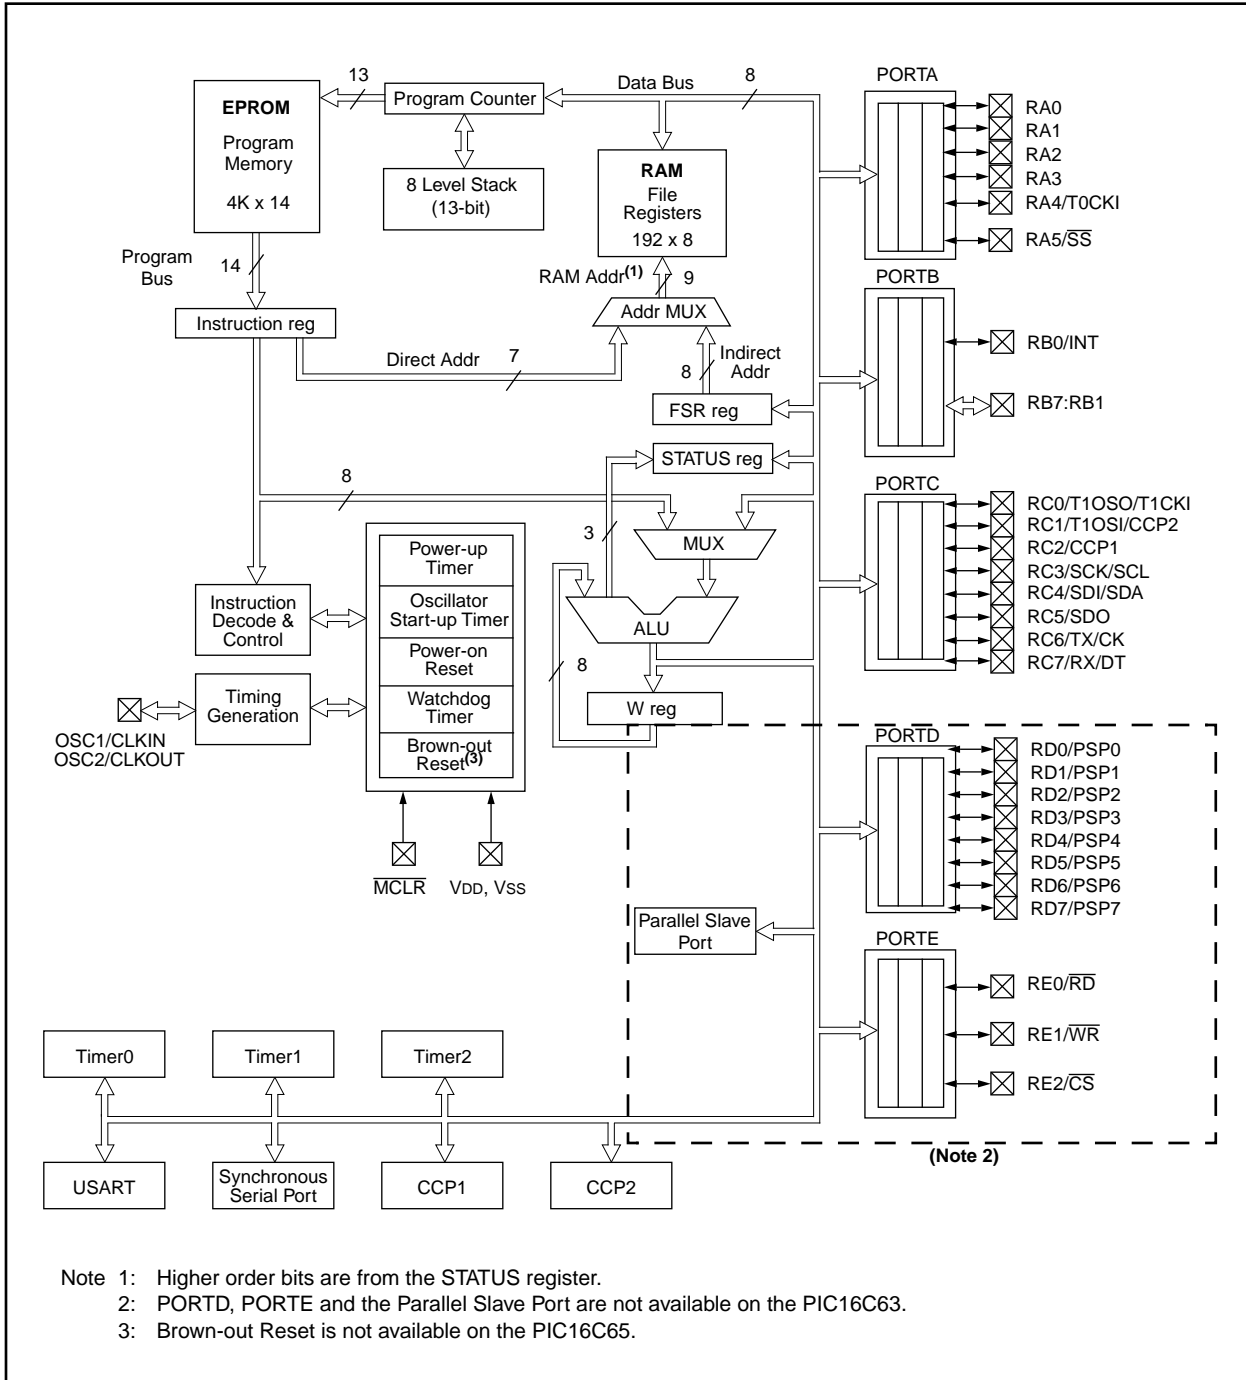 EPROM
Program
Memory
4K x 14
13
Program Counter
Data Bus
8
8 Level Stack
(13-bit)
RAM
File
Registers
192 x 8
RAM Addr(1)
9
Program
Bus
14
Instruction reg
Addr MUX
Direct Addr
7
8
Indirect
Addr
FSR reg
STATUS reg
8
3
MUX
ALU
8
W reg
Power-up
Timer
Oscillator
Start-up Timer
Power-on
Reset
Watchdog
Timer
Brown-out
Reset(3)
Instruction
Decode &
Control
Timing
Generation
OSC1/CLKIN
OSC2/CLKOUT
MCLR
VDD, VSS
PORTA
RA0
RA1
RA2
RA3
RA4/T0CKI
RA5/SS
PORTB
RB0/INT
RB7:RB1
PORTC
RC0/T1OSO/T1CKI
RC1/T1OSI/CCP2
RC2/CCP1
RC3/SCK/SCL
RC4/SDI/SDA
RC5/SDO
RC6/TX/CK
RC7/RX/DT
PORTD
RD0/PSP0
RD1/PSP1
RD2/PSP2
RD3/PSP3
RD4/PSP4
RD5/PSP5
RD6/PSP6
RD7/PSP7
Parallel Slave
Port
PORTE
RE0/RD
RE1/WR
RE2/CS
(Note 2)
Timer0
Timer1
Timer2
USART
Synchronous
Serial Port
CCP1
CCP2
Note 1: Higher order bits are from the STATUS register.
2: PORTD, PORTE and the Parallel Slave Port are not available on the PIC16C63.
3: Brown-out Reset is not available on the PIC16C65.